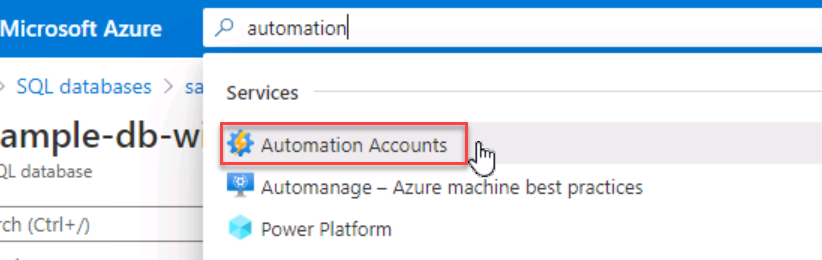 Microsoft Azure
automation
> SQL databases > sa
Services
ample-db-wi
Automation Accounts
QL database
Automanage – Azure machine best practices
rch (Ctrl+/)
Power Platform